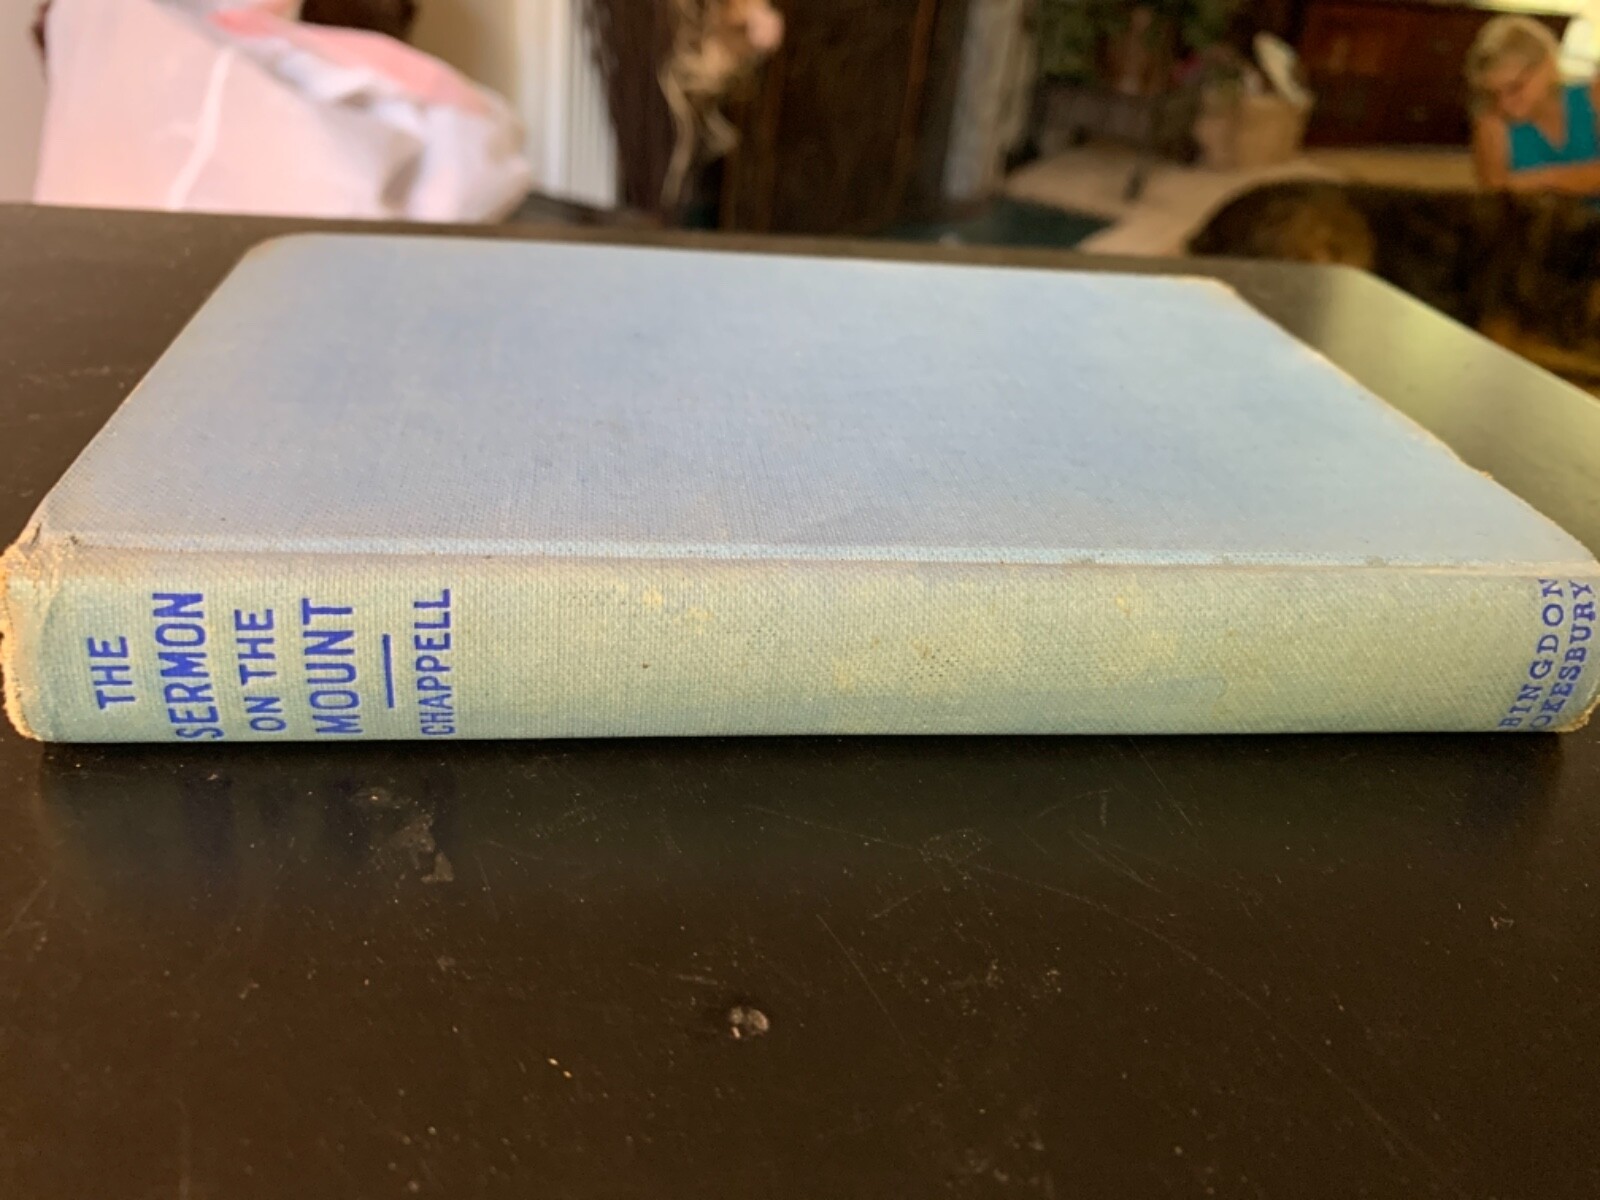 THE
SERMON
ON THE
MOUNT
CHAPPELL
BINGDON
OKESBURY